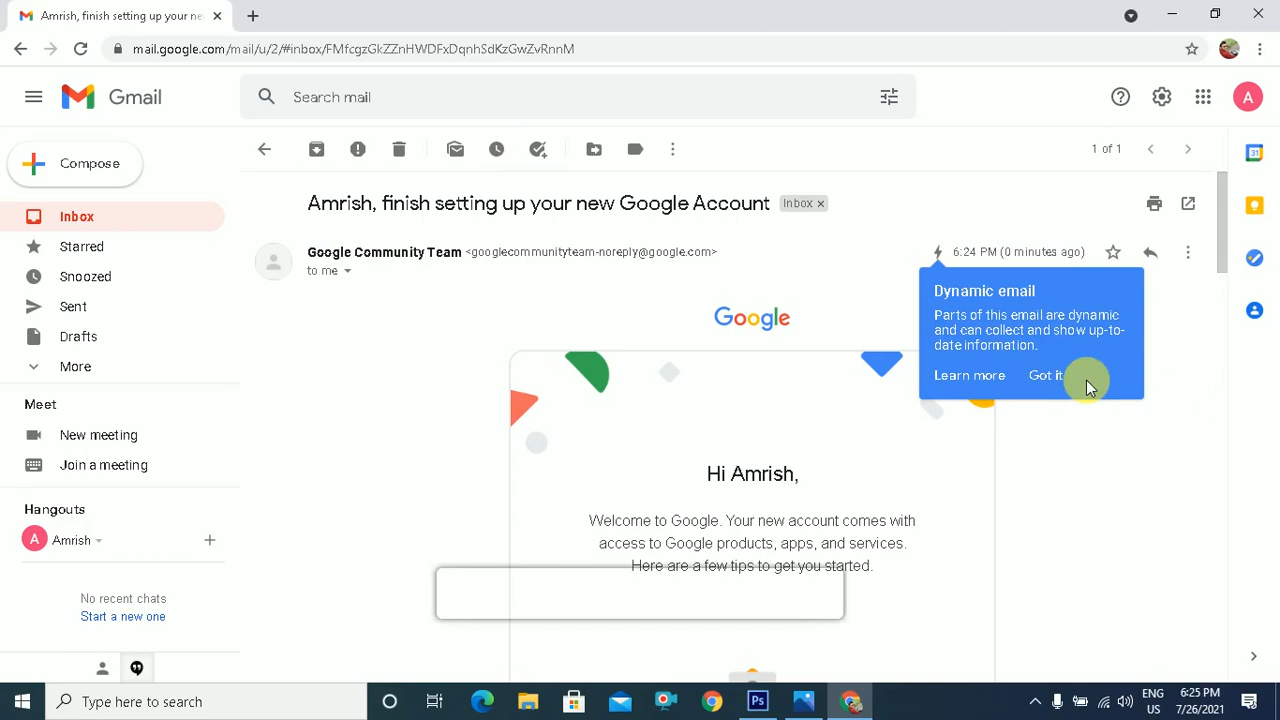 Amrish, finish setting up your ne
mail.google.com/mail/u/2/#inbox/FMfcgzGkZZnHWDFxDqnhSdKzGwZvRnnM
Gmail
Search mail
A
Compose
1 of 1
Inbox
Starred
Snoozed
Sent
Drafts
More
Meet
New meeting
Join a meeting
Hangouts
A Amrish
No recent chats
Start a new one
Amrish, finish setting up your new Google Account Inbox x
Google Community Team <googlecommunityteam-noreply@google.com>
6:24 PM (0 minutes ago)
to me
Dynamic email
Parts of this email are dynamic
and can collect and show up-to-
date information.
Learn more Got it
Google
Hi Amrish,
Welcome to Google. Your new account comes with
access to Google products, apps, and services.
Here are a few tips to get you started.
31
Type here to search
Ps
ENG
US
6:25 PM
7/26/2021